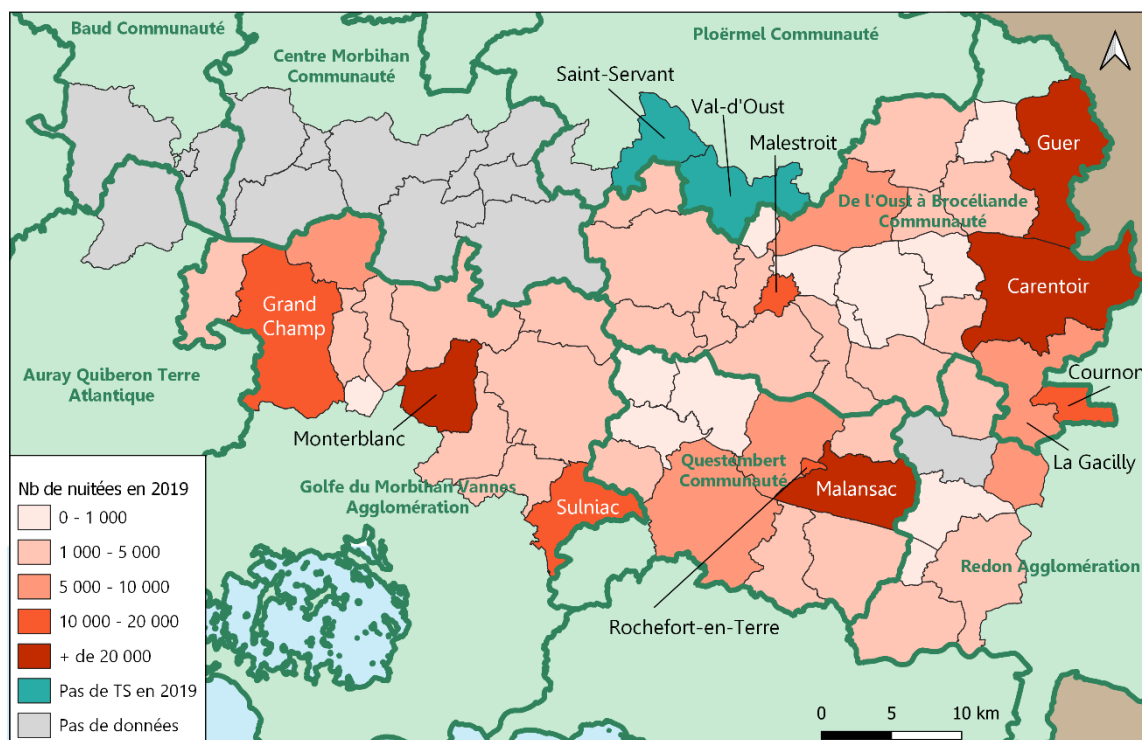 Baud Communauté
Centre Morbihan
Communauté
Ploërmel Communauté
Saint-Servant
Val-d'Oust
Malestroit
Guer
De l'Oust à Brocéliande
Communauté
Grand
Champ
Carentoir
Auray Quiberon Terre
Atlantique
Cournon
Monterblanc
La Gacilly
Questembert
Communauté
Golfe du Morbihan Vannes
Agglomération
Sulniac
Malansac
Redon Agglomération
Rochefort-en-Terre
Nb de nuitées en 2019
0 - 1 000
1 000 - 5 000
5 000 - 10 000
10 000 - 20 000
+ de 20 000
Pas de TS en 2019
Pas de données
0 5 10 km